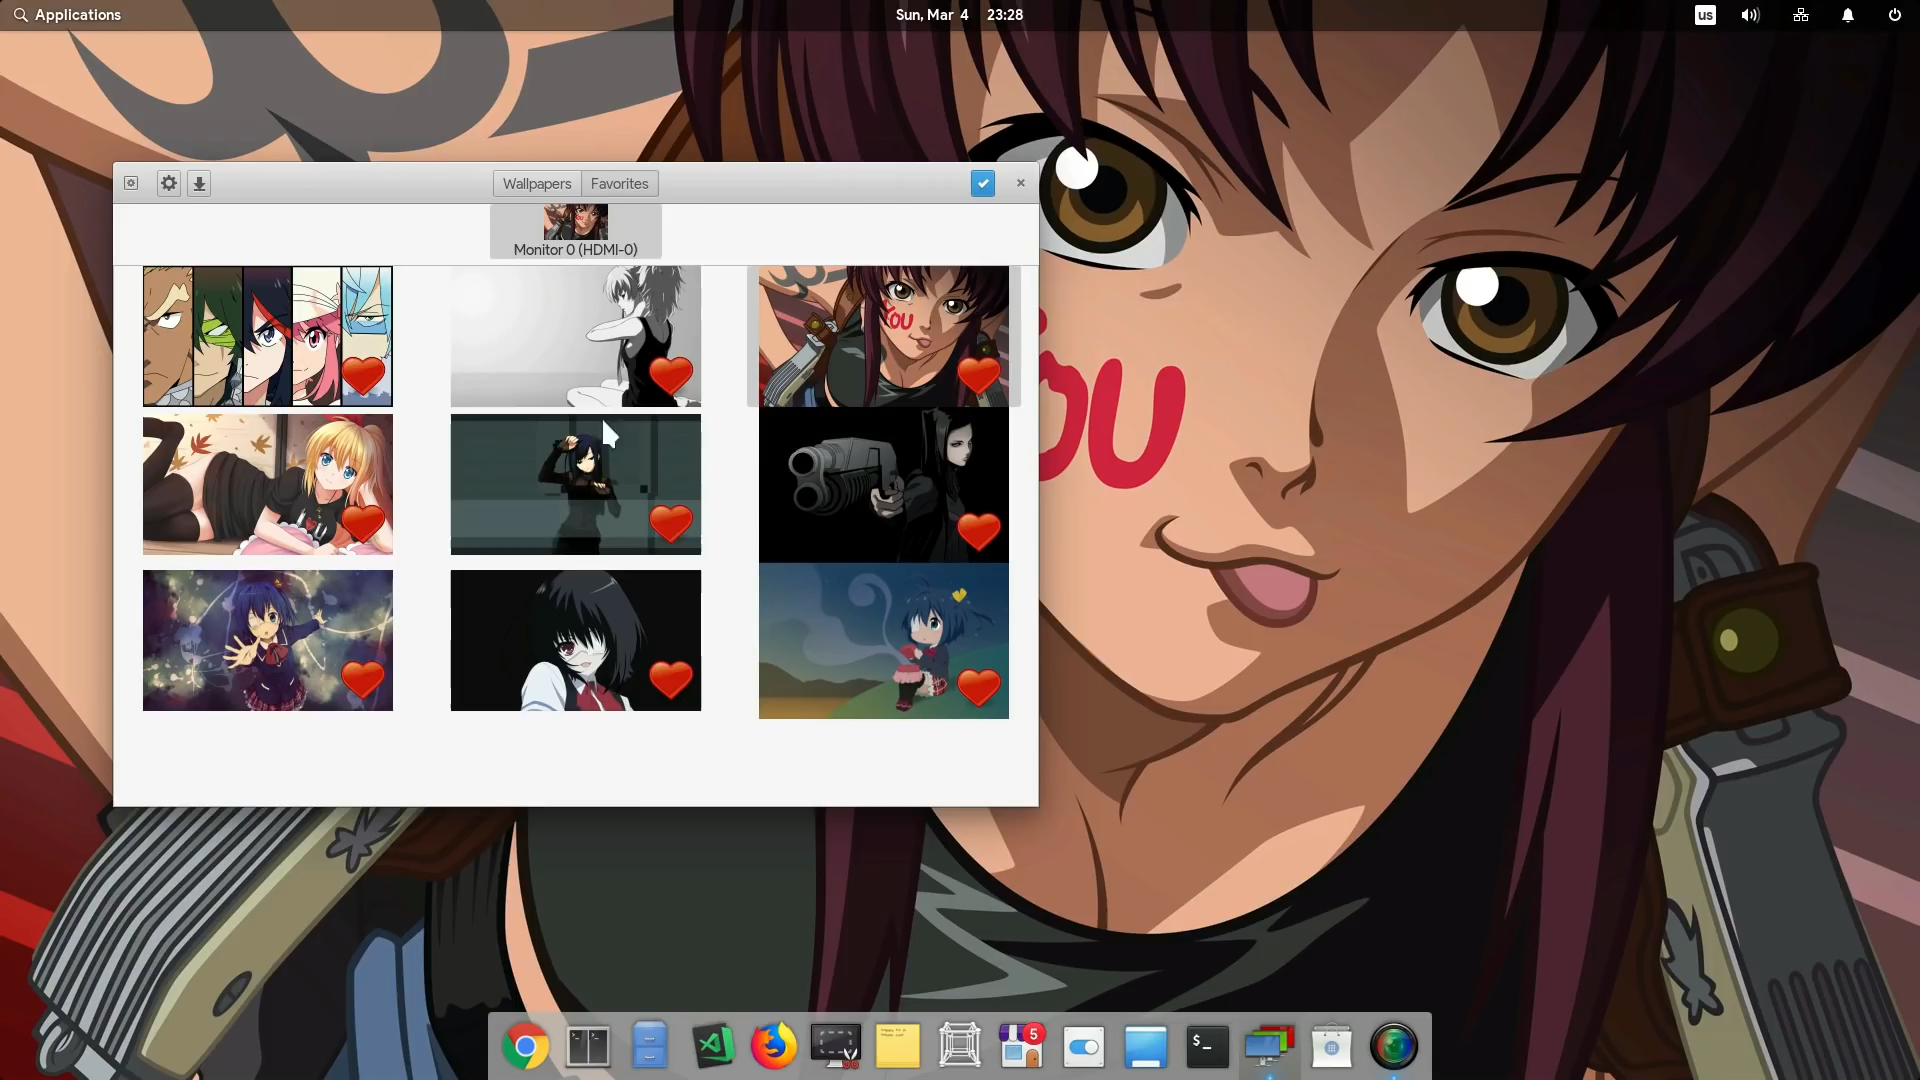 Applications
Sun, Mar 4 23:28
us
Wallpapers
Favorites
Monitor 0 (HDMI-0)
YOU
OU
5
>_ >_
$_